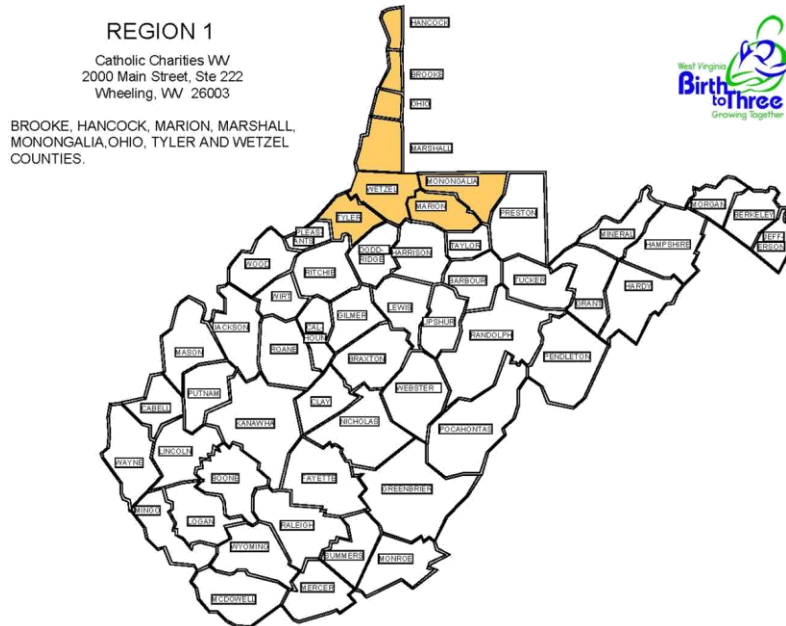 REGION 1
Catholic Charities WV
2000 Main Street, Ste 222
Wheeling, WV 26003
BROOKE, HANCOCK, MARION, MARSHALL,
MONONGALIA,OHIO, TYLER AND WETZEL
COUNTIES.
West Virginia
Birth
to Three
Growing Together
HANCOCK
BROOKE
OHIO
MARSHALL
WETZEL
MONONGALIA
MARION
TYLER
PRESTON
PLEAS
ANTS
DODD-
RIDGE
HARRISON
TAYLOR
WOOD
RITCHIE
BARBOUR
TUCKER
MINERAL
MORGAN
BERKELEY
JEFF-
ERSON
HAMPSHIRE
GRANT
HARDY
WIRT
JACKSON
CAL
HOUN
GILMER
LEWIS
UPSHUR
RANDOLPH
PENDLETON
MASON
ROANE
BRAXTON
WEBSTER
PUTNAM
CABELL
CLAY
KANAWHA
NICHOLAS
POCAHONTAS
WAYNE
LINCOLN
BOONE
FAYETTE
GREENBRIER
MINGO
LOGAN
RALEIGH
WYOMING
SUMMERS
MONROE
MERCER
MCDOWELL